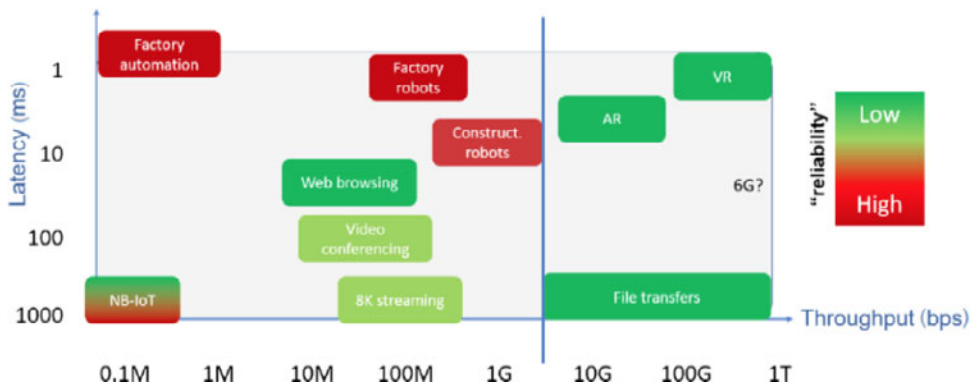 Latency (ms)
1
10
100
1000
Factory
automation
Factory
robots
VR
AR
Construct.
robots
Web browsing
6G?
Video
conferencing
NB-IoT
8K streaming
File transfers
Throughput (bps)
0.1M 1M 10M 100M 1G 10G 100G 1T
"reliability"
Low
High